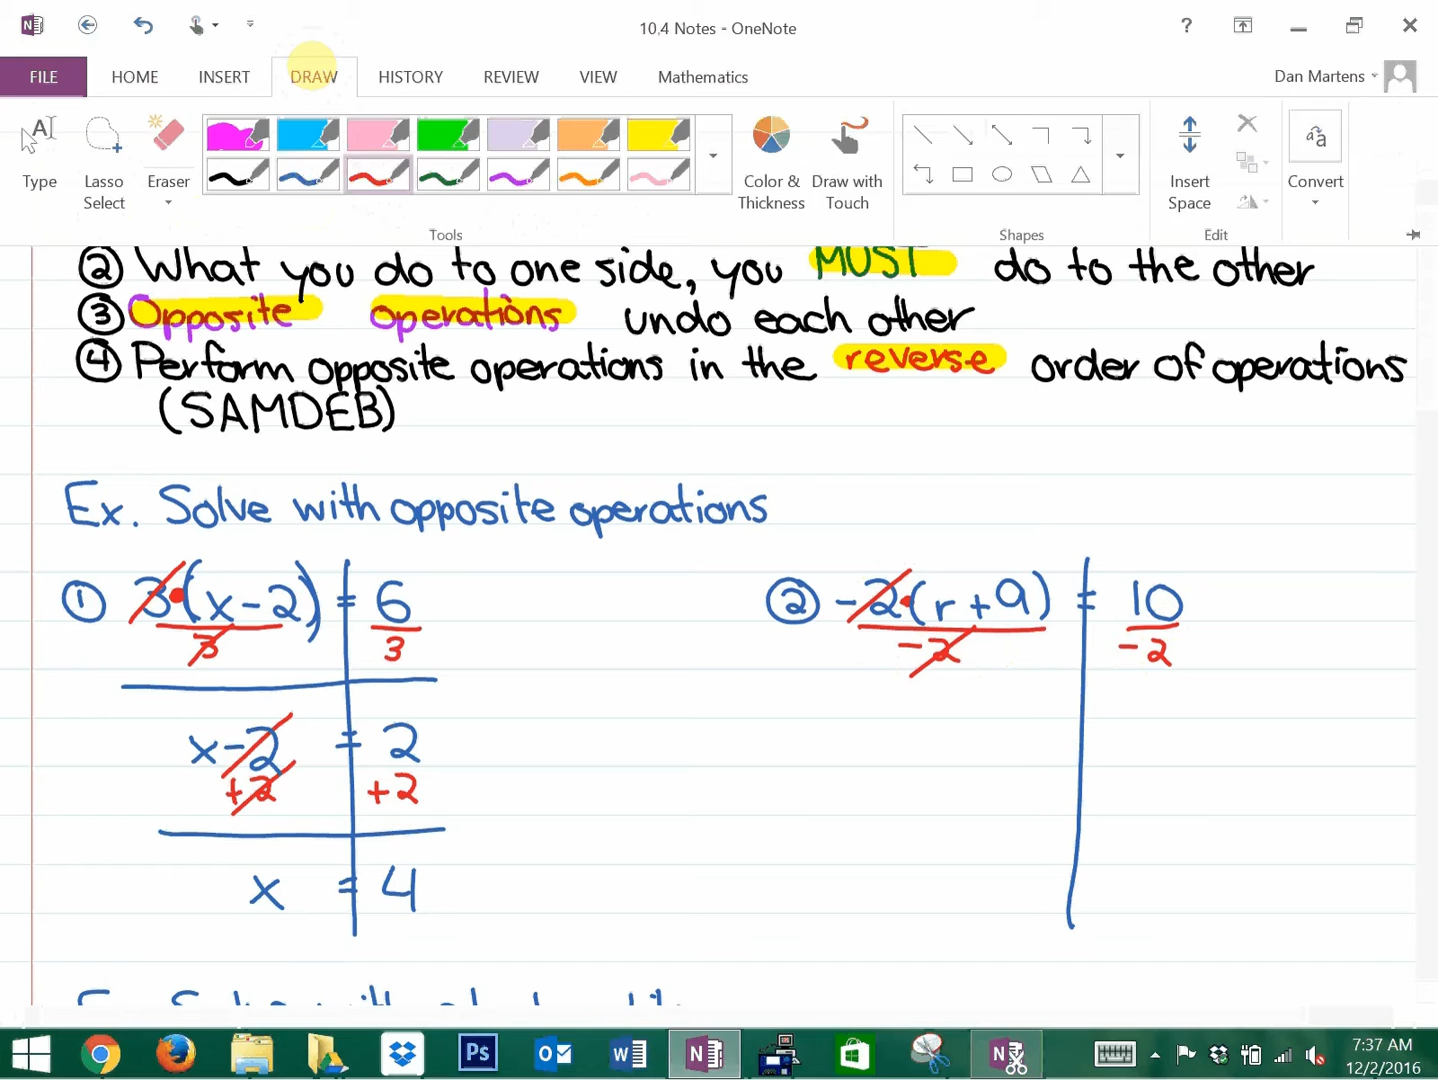 10,4 Notes - OneNote
?
FILE HOME INSERT DRAW HISTORY REVIEW VIEW Mathematics
Dan Martens
Type
Lasso Select
Eraser
Color & Thickness
Draw with Touch
Insert Space
Convert
Tools
Shapes
Edit
② What you do to one side, you MUST do to the other
③ Opposite operations undo each other
④ Perform opposite operations in the reverse order of operations
(SAMDEB)
Ex. Solve with opposite operations
① 3•(x-2) = 6
3 3
x-2 = 2
+2 +2
x = 4
② -2•(r+9) = 10
-2 -2
7:37 AM
12/2/2016